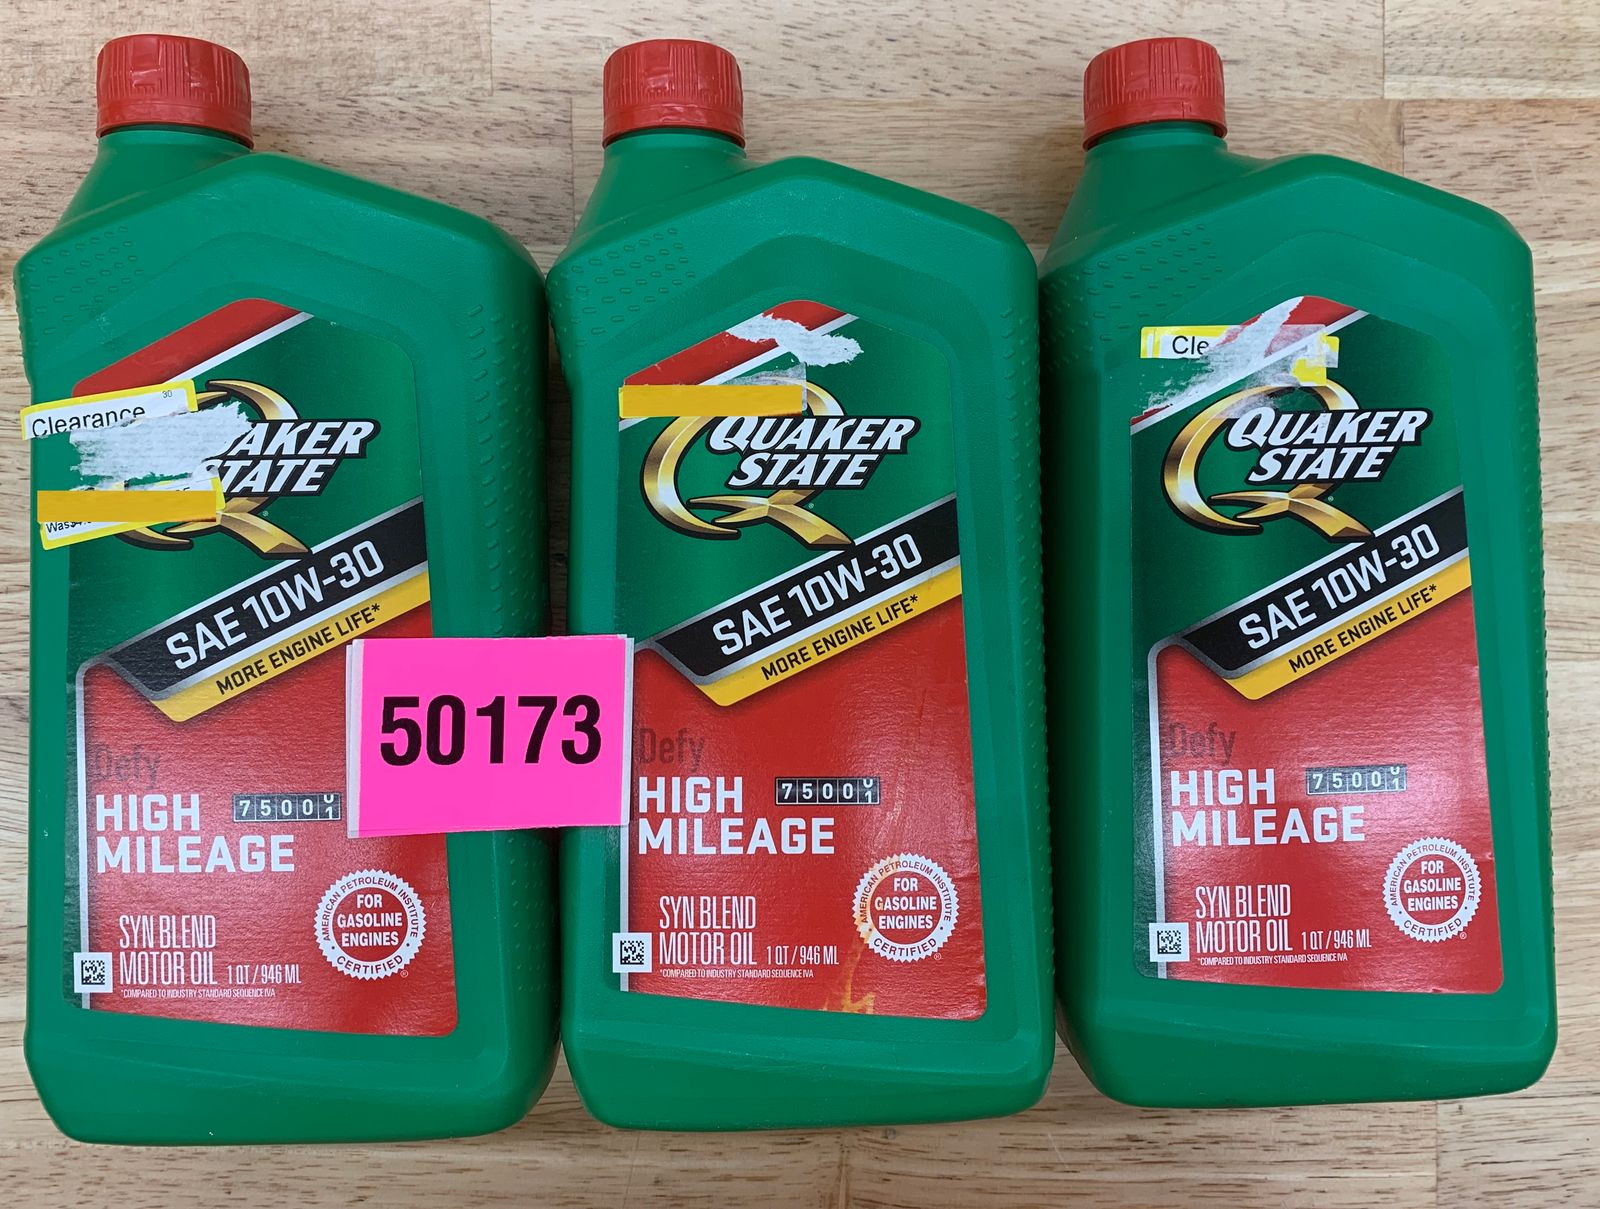 Clearance
30
AKER
STATE
Was
SAE 10W-30
MORE ENGINE LIFE*
Defy
HIGH
MILEAGE
7500
AMERICAN PETROLEUM INSTITUTE
FOR
GASOLINE
ENGINES
CERTIFIED
SYN BLEND
MOTOR OIL 1 QT / 946 ML
*COMPARED TO INDUSTRY STANDARD SEQUENCE IVA
50173
QUAKER
STATE
®
SAE 10W-30
MORE ENGINE LIFE*
Defy
HIGH
MILEAGE
75001
AMERICAN PETROLEUM INSTITUTE
FOR
GASOLINE
ENGINES
CERTIFIED
SYN BLEND
MOTOR OIL 1 QT / 946 ML
*COMPARED TO INDUSTRY STANDARD SEQUENCE IVA
Cle
QUAKER
STATE
®
SAE 10W-30
MORE ENGINE LIFE*
Defy
HIGH
MILEAGE
75001
AMERICAN PETROLEUM INSTITUTE
FOR
GASOLINE
ENGINES
CERTIFIED
SYN BLEND
MOTOR OIL 1 QT / 946 ML
*COMPARED TO INDUSTRY STANDARD SEQUENCE IVA